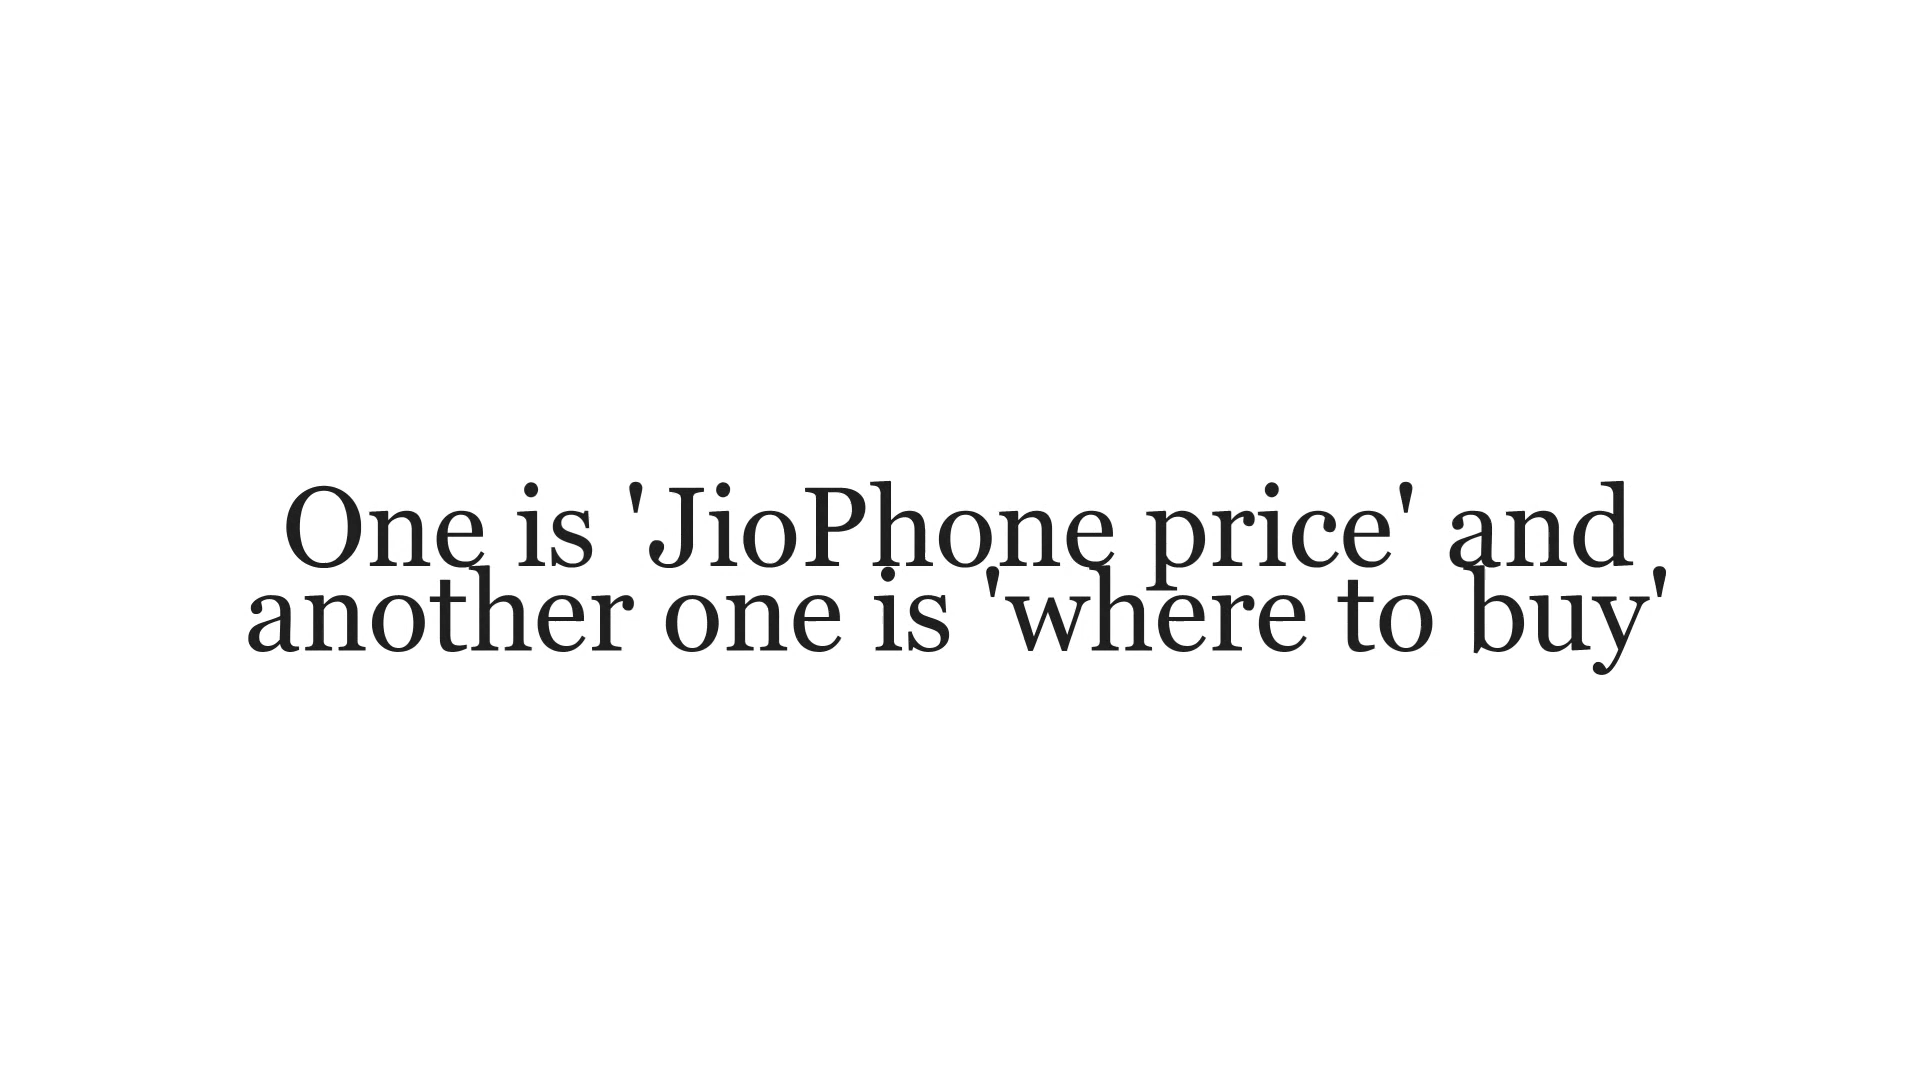 One is 'JioPhone price' and
another one is 'where to buy'